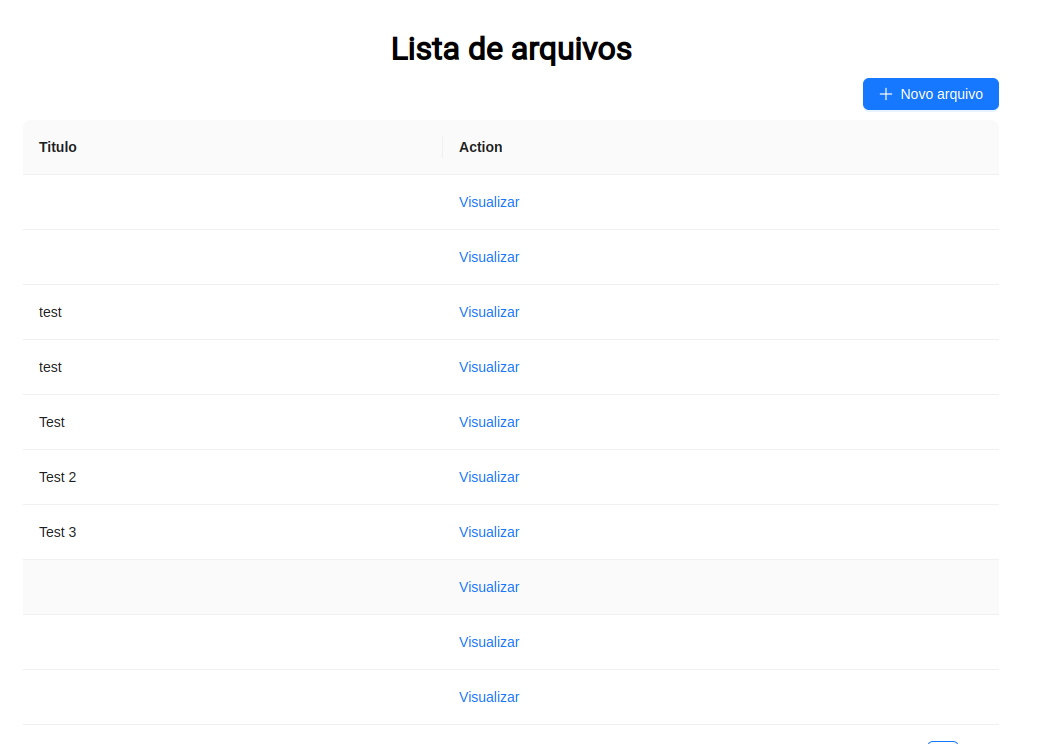 Lista de arquivos
Novo arquivo
Titulo Action
Visualizar
Visualizar
test Visualizar
test Visualizar
Test Visualizar
Test 2 Visualizar
Test 3 Visualizar
Visualizar
Visualizar
Visualizar